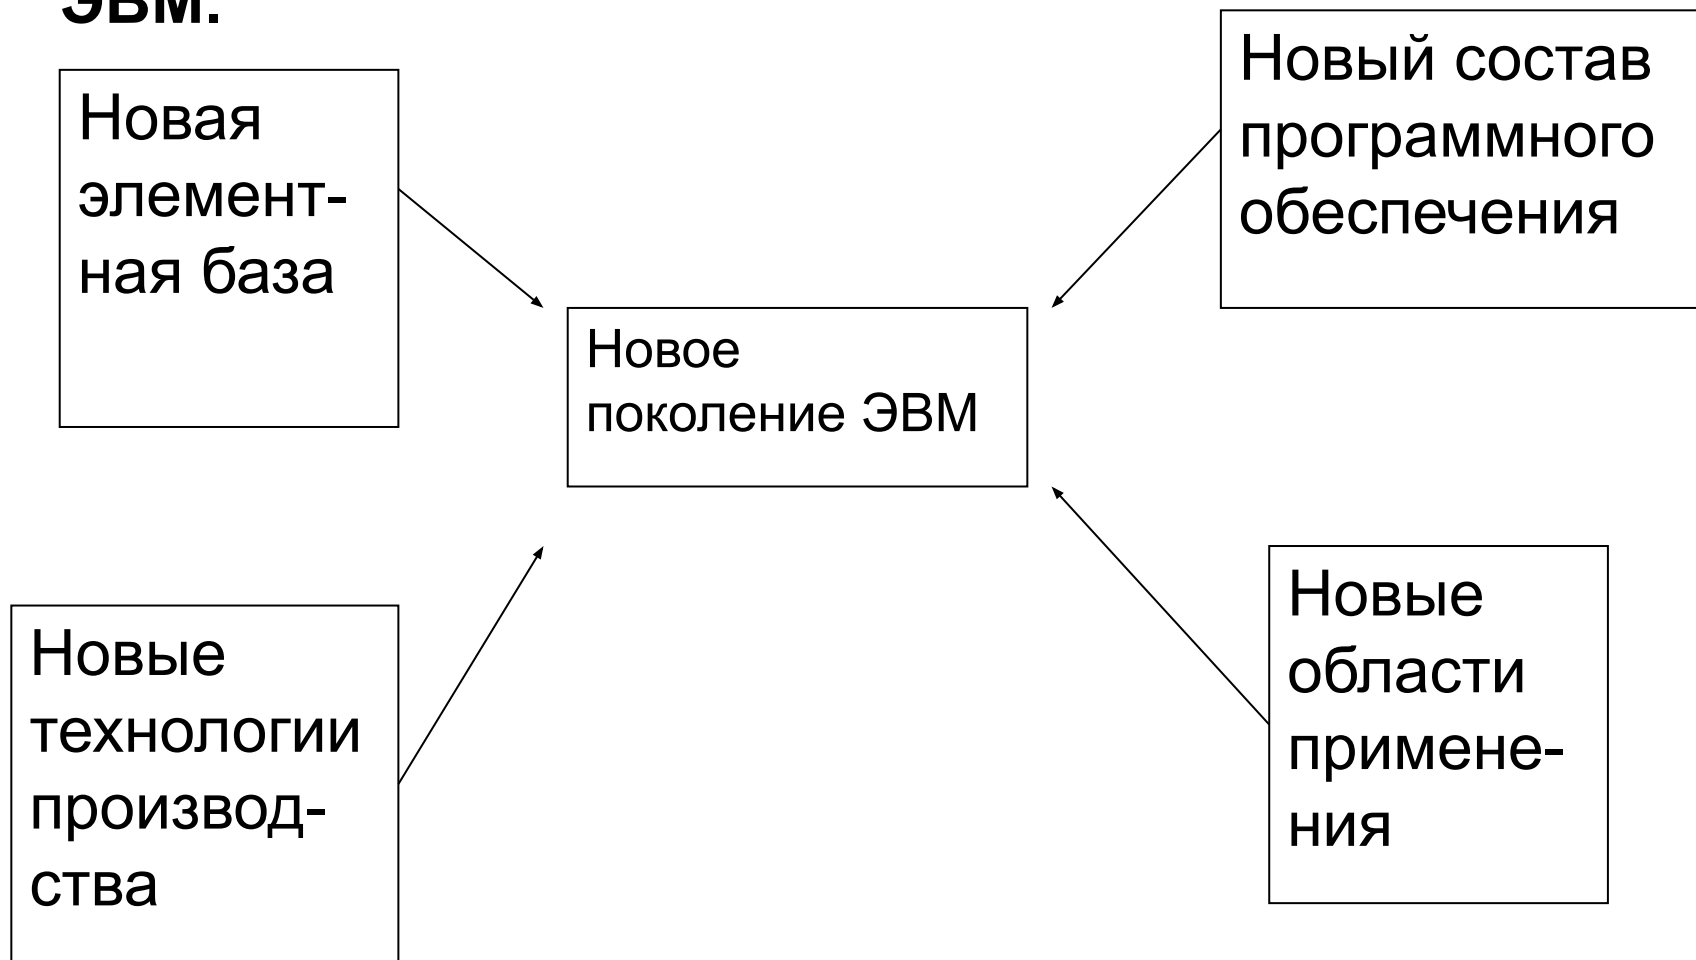 ЭВМ.
Новая
элемент-
ная база
Новый состав
программного
обеспечения
Новое
поколение ЭВМ
Новые
технологии
производ-
ства
Новые
области
примене-
ния